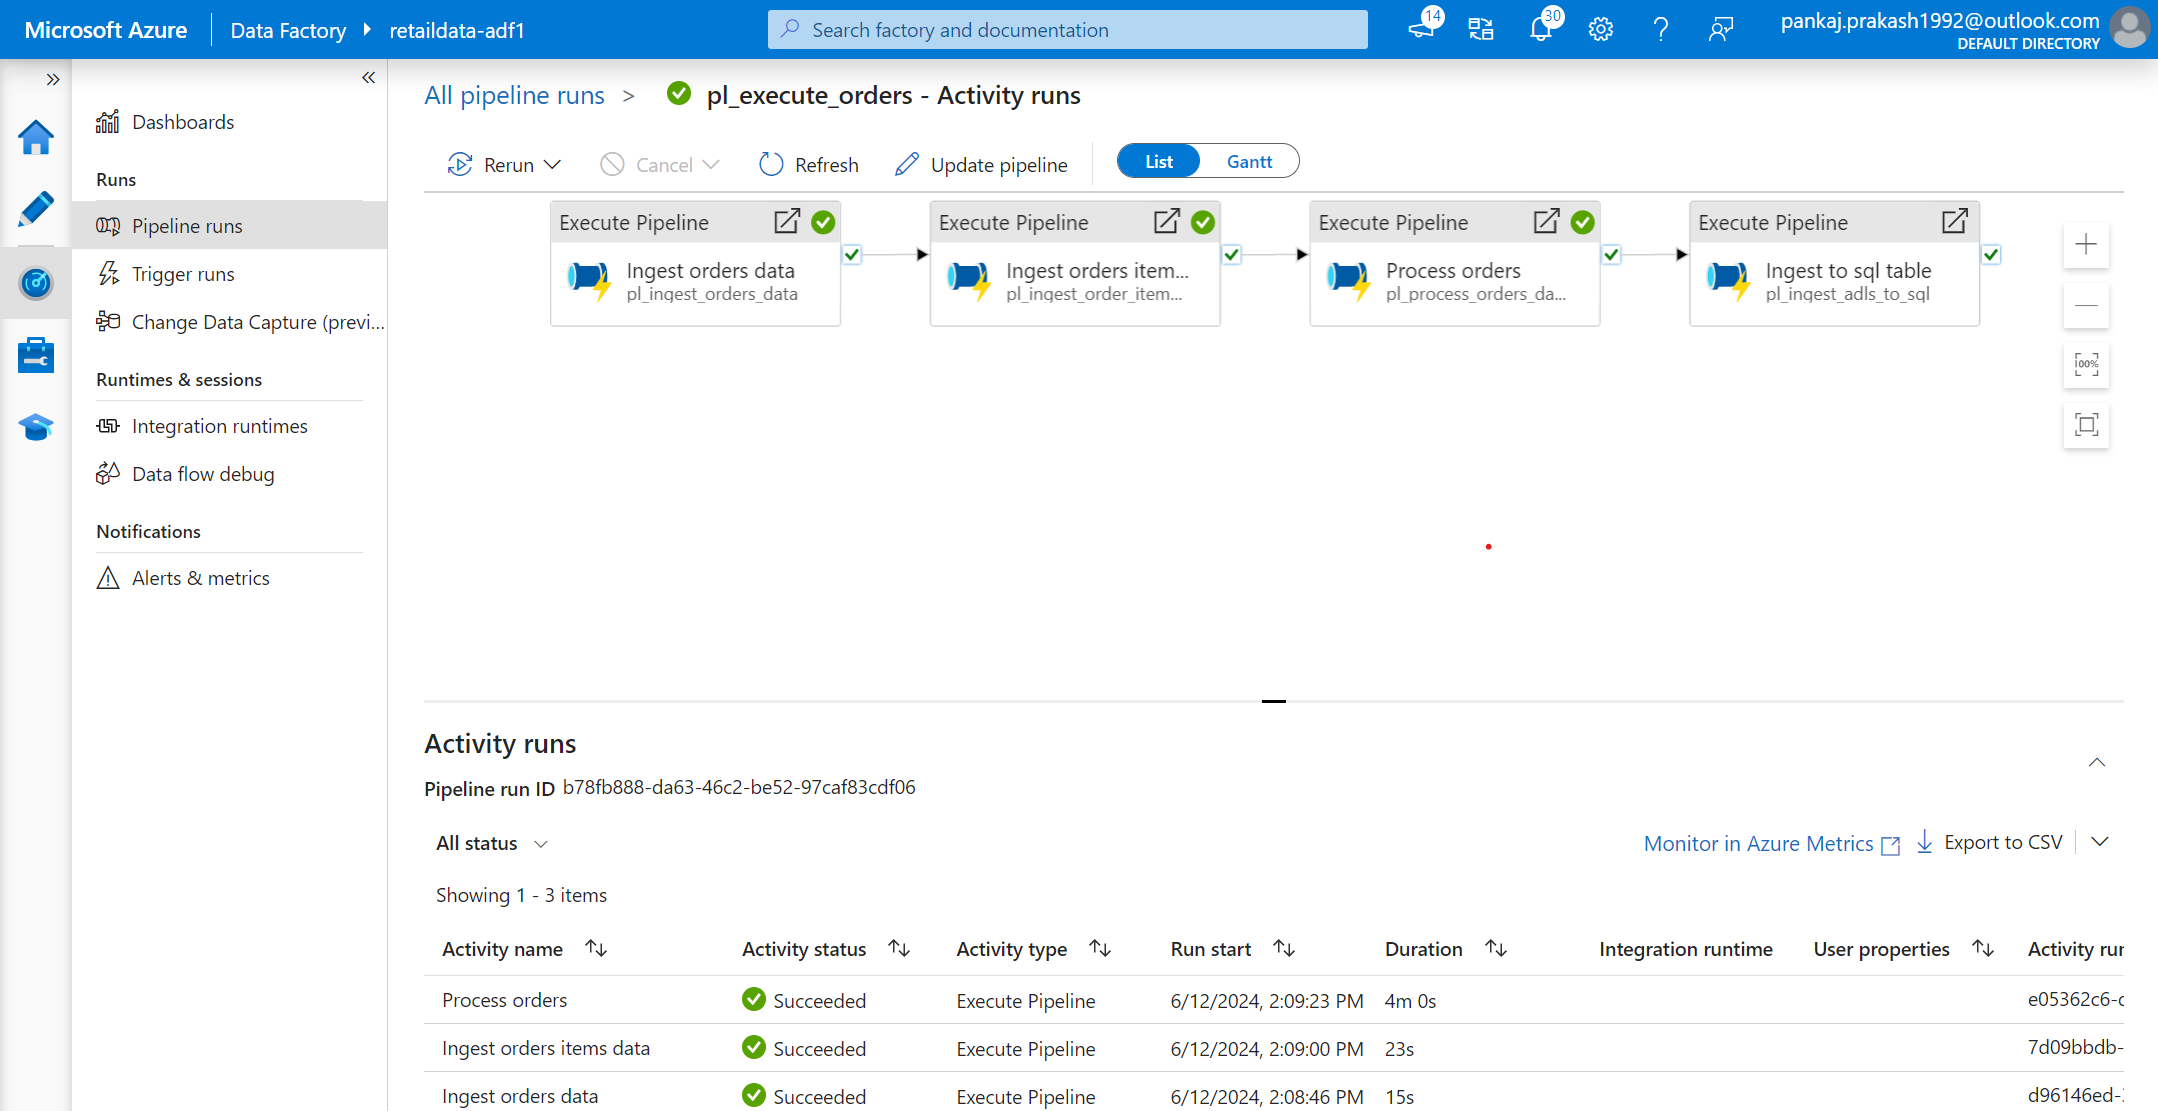 Microsoft Azure
Data Factory
retaildata-adf1
Search factory and documentation
14
30
pankaj.prakash1992@outlook.com
DEFAULT DIRECTORY
Dashboards
Runs
Pipeline runs
Trigger runs
Change Data Capture (previ...
Runtimes & sessions
Integration runtimes
Data flow debug
Notifications
Alerts & metrics
All pipeline runs > pl_execute_orders - Activity runs
Rerun
Cancel
Refresh
Update pipeline
List
Gantt
Execute Pipeline
Ingest orders data
pl_ingest_orders_data
Execute Pipeline
Ingest orders item...
pl_ingest_order_item...
Execute Pipeline
Process orders
pl_process_orders_da...
Execute Pipeline
Ingest to sql table
pl_ingest_adls_to_sql
100%
Activity runs
Pipeline run ID b78fb888-da63-46c2-be52-97caf83cdf06
All status
Monitor in Azure Metrics
Export to CSV
Showing 1 - 3 items
Activity name Activity status Activity type Run start Duration Integration runtime User properties Activity run
Process orders Succeeded Execute Pipeline 6/12/2024, 2:09:23 PM 4m 0s e05362c6-c
Ingest orders items data Succeeded Execute Pipeline 6/12/2024, 2:09:00 PM 23s 7d09bbdb-
Ingest orders data Succeeded Execute Pipeline 6/12/2024, 2:08:46 PM 15s d96146ed-